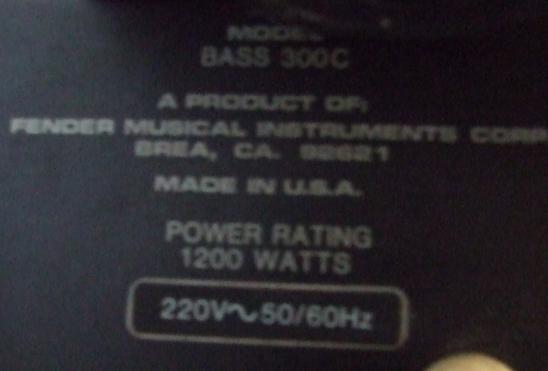 MODEL
BASS 300C
A PRODUCT OF:
FENDER MUSICAL INSTRUMENTS CORP
BREA, CA. 92621
MADE IN U.S.A.
POWER RATING
1200 WATTS
220V~50/60Hz